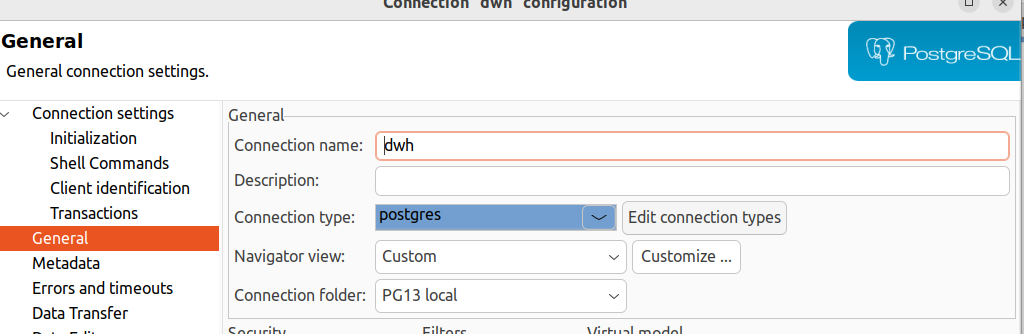 Connection "dwh" configuration
General
General connection settings.
PostgreSQL
Connection settings
Initialization
Shell Commands
Client identification
Transactions
General
Metadata
Errors and timeouts
Data Transfer
General
Connection name: dwh
Description:
Connection type: postgres Edit connection types
Navigator view: Custom Customize ...
Connection folder: PG13 local
Security Filters Virtual model